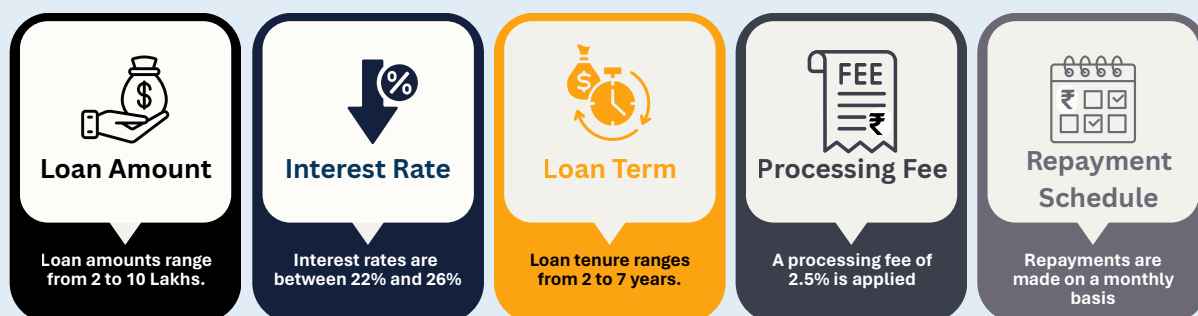 $
Loan Amount
Loan amounts range
from 2 to 10 Lakhs.
%
Interest Rate
Interest rates are
between 22% and 26%
$
Loan Term
Loan tenure ranges
from 2 to 7 years.
FEE
₹
Processing Fee
A processing fee of
2.5% is applied
₹
Repayment
Schedule
Repayments are
made on a monthly
basis